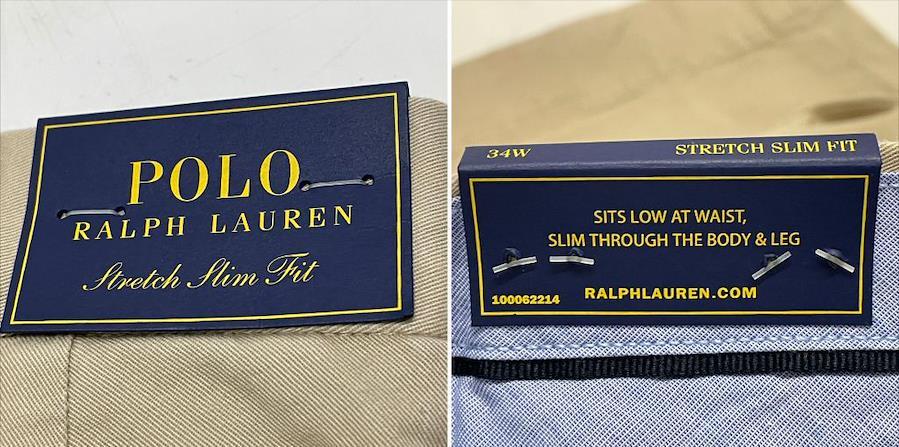 POLO
RALPH LAUREN
Stretch Slim Fit
34W STRETCH SLIM FIT
SITS LOW AT WAIST,
SLIM THROUGH THE BODY & LEG
100062214 RALPHLAUREN.COM